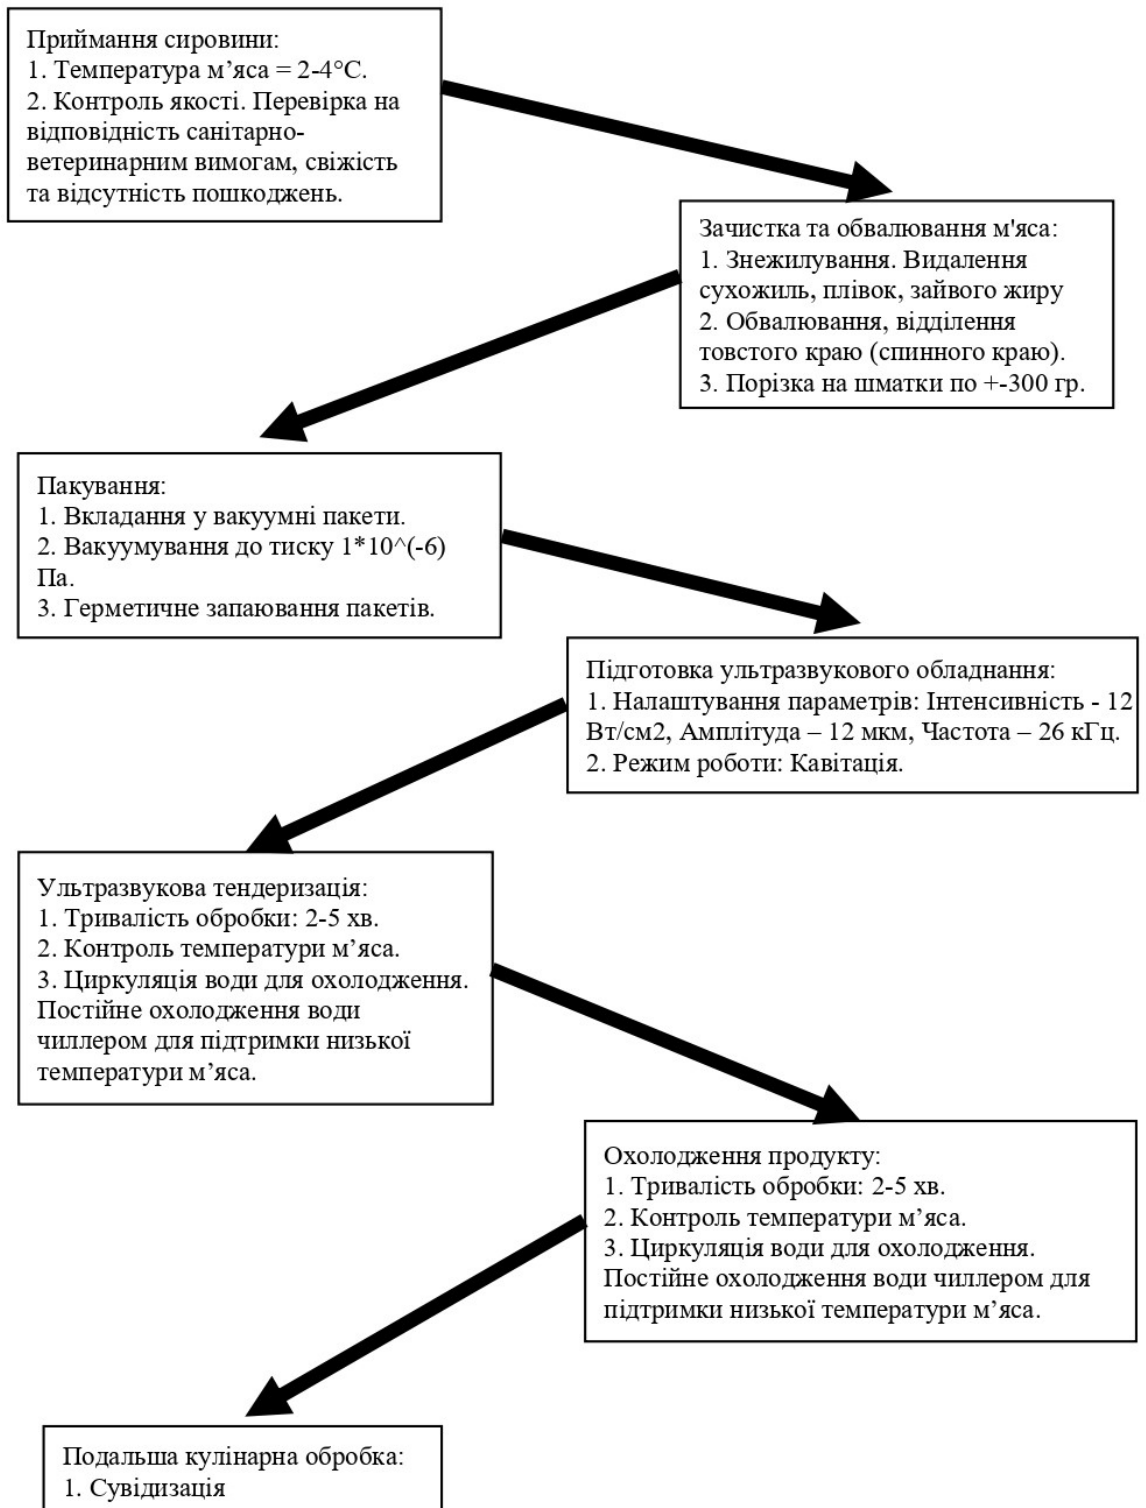 Приймання сировини:
1. Температура м’яса = 2-4°С.
2. Контроль якості. Перевірка на
відповідність санітарно-
ветеринарним вимогам, свіжість
та відсутність пошкоджень.
Зачистка та обвалювання м'яса:
1. Знежилування. Видалення
сухожиль, плівок, зайвого жиру
2. Обвалювання, відділення
товстого краю (спинного краю).
3. Порізка на шматки по +-300 гр.
Пакування:
1. Вкладання у вакуумні пакети.
2. Вакуумування до тиску 1*10^(-6)
Па.
3. Герметичне запаювання пакетів.
Підготовка ультразвукового обладнання:
1. Налаштування параметрів: Інтенсивність - 12
Вт/см2, Амплітуда – 12 мкм, Частота – 26 кГц.
2. Режим роботи: Кавітація.
Ультразвукова тендеризація:
1. Тривалість обробки: 2-5 хв.
2. Контроль температури м’яса.
3. Циркуляція води для охолодження.
Постійне охолодження води
чиллером для підтримки низької
температури м’яса.
Охолодження продукту:
1. Тривалість обробки: 2-5 хв.
2. Контроль температури м’яса.
3. Циркуляція води для охолодження.
Постійне охолодження води чиллером для
підтримки низької температури м’яса.
Подальша кулінарна обробка:
1. Сувідизація